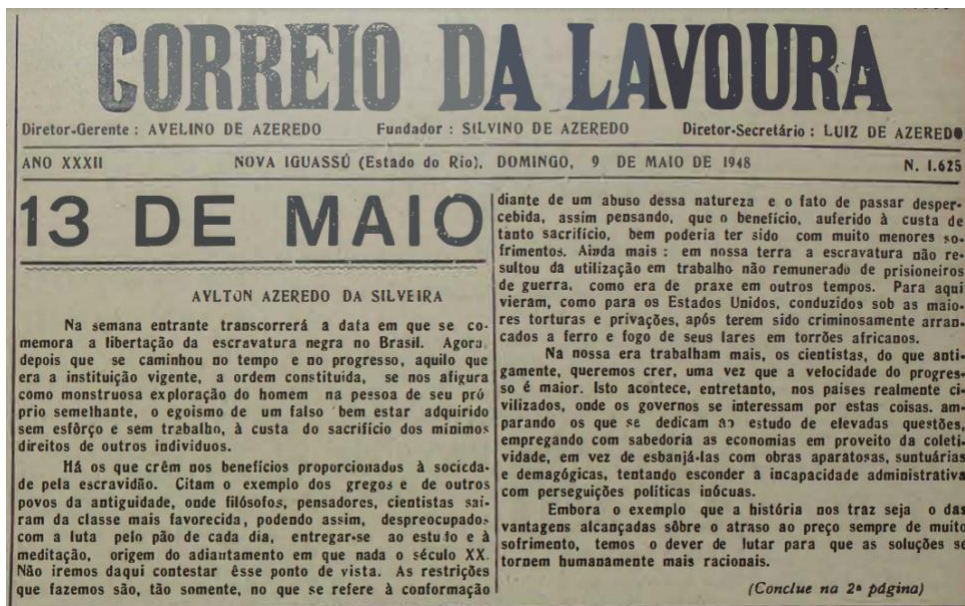 CORREIO DA LAVOURA
Diretor-Gerente : AVELINO DE AZEREDO Fundador : SILVINO DE AZEREDO Diretor-Secretário : LUIZ DE AZEREDO
ANO XXXII NOVA IGUASSÚ (Estado do Rio), DOMINGO, 9 DE MAIO DE 1948 N. 1.625
13 DE MAIO
AYLTON AZEREDO DA SILVEIRA
Na semana entrante transcorrerá a data em que se co-
memora a libertação da escravatura negra no Brasil. Agora,
depois que se caminhou no tempo e no progresso, aquilo que
era a instituição vigente, a ordem constituida, se nos afigura
como monstruosa exploração do homem na pessoa de seu pró
prio semelhante, o egoismo de um falso bem estar adquirido
sem esfôrço e sem trabalho, à custa do sacrifício dos mínimos
direitos de outros individuos.
Há os que crêm nos benefícios proporcionados à socieda-
de pela escravidão. Citam o exemplo dos gregos e de outros
povos da antiguidade, onde filósofos, pensadores, cientistas sai-
ram da classe mais favorecida, podendo assim, despreocupados
com a luta pelo pão de cada dia, entregar-se ao estudo e à
meditação, origem do adiantamento em que nada o século XX.
Não iremos daqui contestar êsse ponto de vista. As restrições
que fazemos são, tão somente, no que se refere à conformação
diante de um abuso dessa natureza e o fato de passar desper-
cebida, assim pensando, que o benefício, auferido à custa de
tanto sacrifício, bem poderia ter sido com muito menores so-
frimentos. Ainda mais : em nossa terra a escravatura não re-
sultou da utilização em trabalho não remunerado de prisioneiros
de guerra, como era de praxe em outros tempos. Para aqui
vieram, como para os Estados Unidos, conduzidos sob as maio-
res torturas e privações, após terem sido criminosamente arran-
cados a ferro e fogo de seus lares em torrões africanos.
Na nossa era trabalham mais, os cientistas, do que anti-
gamente, queremos crer, uma vez que a velocidade do progres-
so é maior. Isto acontece, entretanto, nos paises realmente ci-
vilizados, onde os governos se interessam por estas coisas, am-
parando os que se dedicam ao estudo de elevadas questões,
empregando com sabedoria as economias em proveito da coleti-
vidade, em vez de esbanjá-las com obras aparatosas, suntuárias
e demagógicas, tentando esconder a incapacidade administrativa
com perseguições políticas inócuas.
Embora o exemplo que a história nos traz seja o das
vantagens alcançadas sôbre o atraso ao preço sempre de muito
sofrimento, temos o dever de lutar para que as soluções se
tornem humanamente mais racionais.
(Conclue na 2ª página)